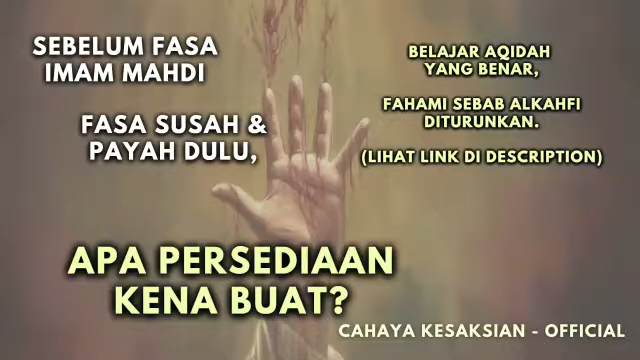 SEBELUM FASA
IMAM MAHDI
FASA SUSAH &
PAYAH DULU,
APA PERSEDIAAN
KENA BUAT?
BELAJAR AQIDAH
YANG BENAR,
FAHAMI SEBAB ALKAHFI
DITURUNKAN.
(LIHAT LINK DI DESCRIPTION)
CAHAYA KESAKSIAN - OFFICIAL